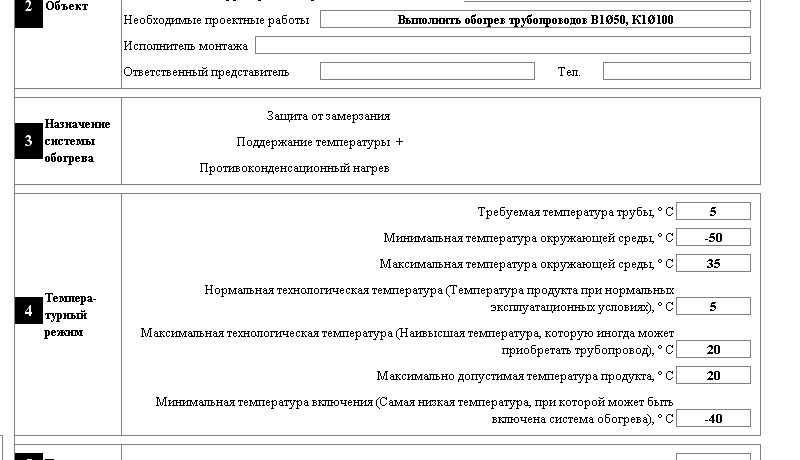 2 Объект
Необходимые проектные работы Выполнить обогрев трубопроводов В1Ø50, К1Ø100
Исполнитель монтажа
Ответственный представитель Тел.
3 Назначение системы обогрева
Защита от замерзания
Поддержание температуры +
Противоконденсационный нагрев
4 Темпера-
турный
режим
Требуемая температура трубы, ° С 5
Минимальная температура окружающей среды, ° С -50
Максимальная температура окружающей среды, ° С 35
Нормальная технологическая температура (Температура продукта при нормальных
эксплуатационных условиях), ° С 5
Максимальная технологическая температура (Наивысшая температура, которую иногда может
приобретать трубопровод), ° С 20
Максимально допустимая температура продукта, ° С 20
Минимальная температура включения (Самая низкая температура, при которой может быть
включена система обогрева), ° С -40